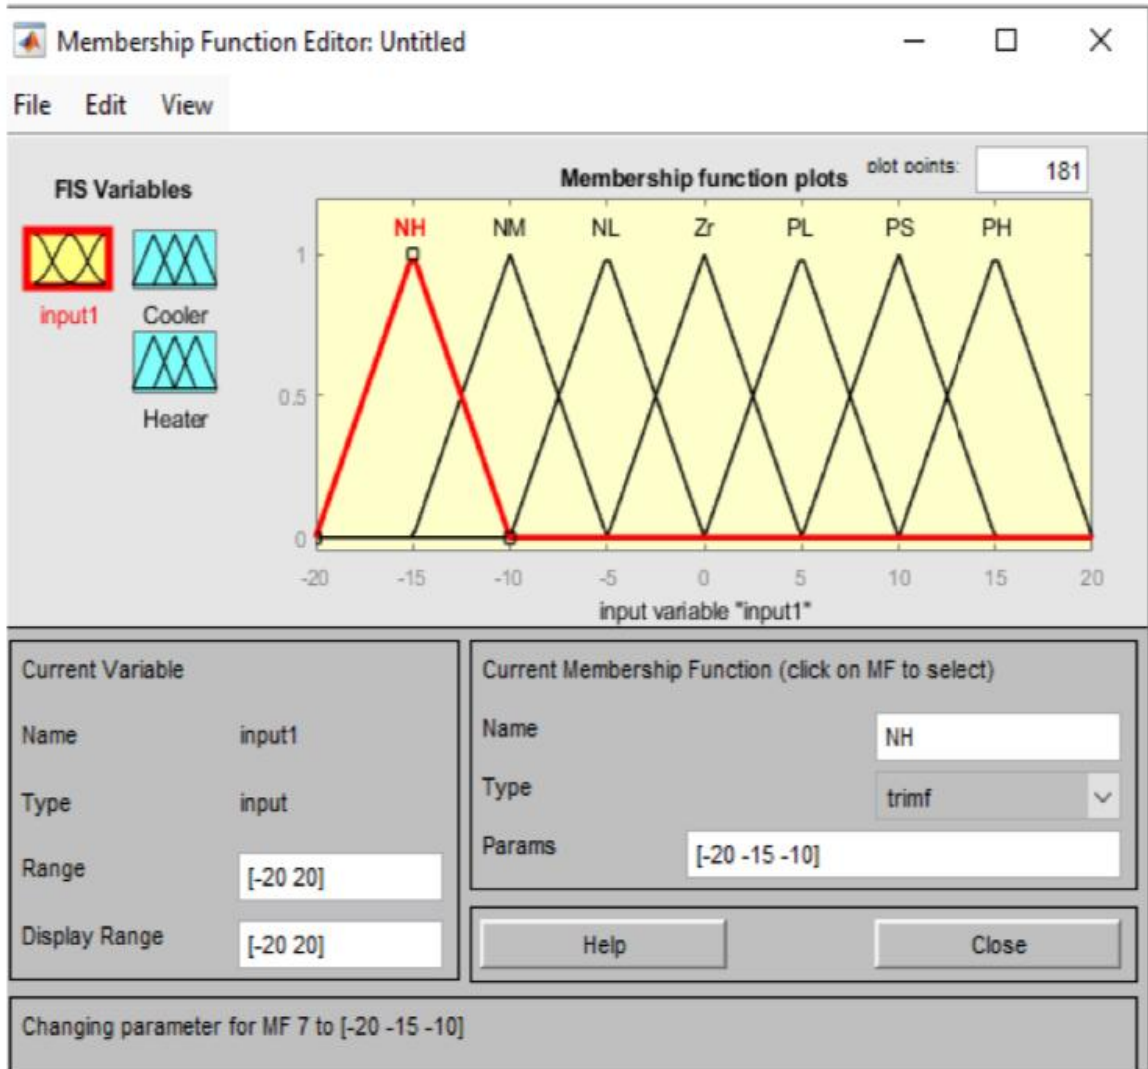 Membership Function Editor: Untitled
File Edit View
FIS Variables
input1
Cooler
Heater
Membership function plots
plot points:
181
NH NM NL Zr PL PS PH
1
0.5
0
-20 -15 -10 -5 0 5 10 15 20
input variable "input1"
Current Variable
Name input1
Type input
Range [-20 20]
Display Range [-20 20]
Current Membership Function (click on MF to select)
Name NH
Type trimf
Params [-20 -15 -10]
Help Close
Changing parameter for MF 7 to [-20 -15 -10]